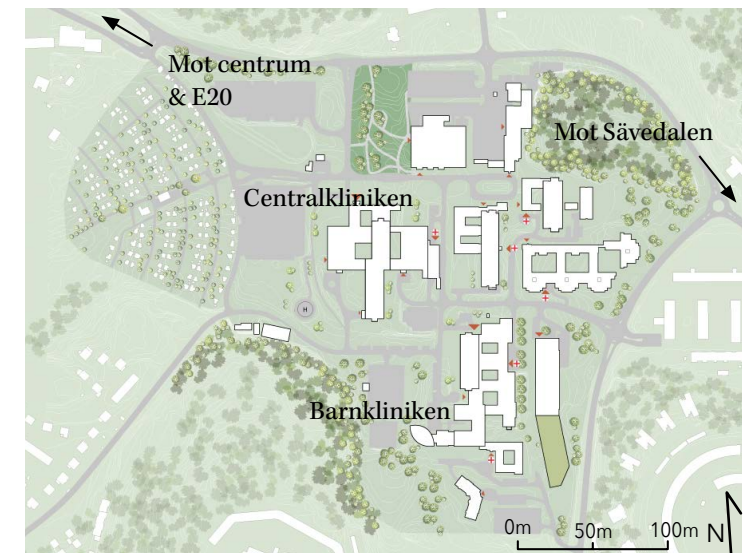 Mot centrum
& E20
Mot Sävedalen
Centralkliniken
H
Barnkliniken
0m 50m 100m N